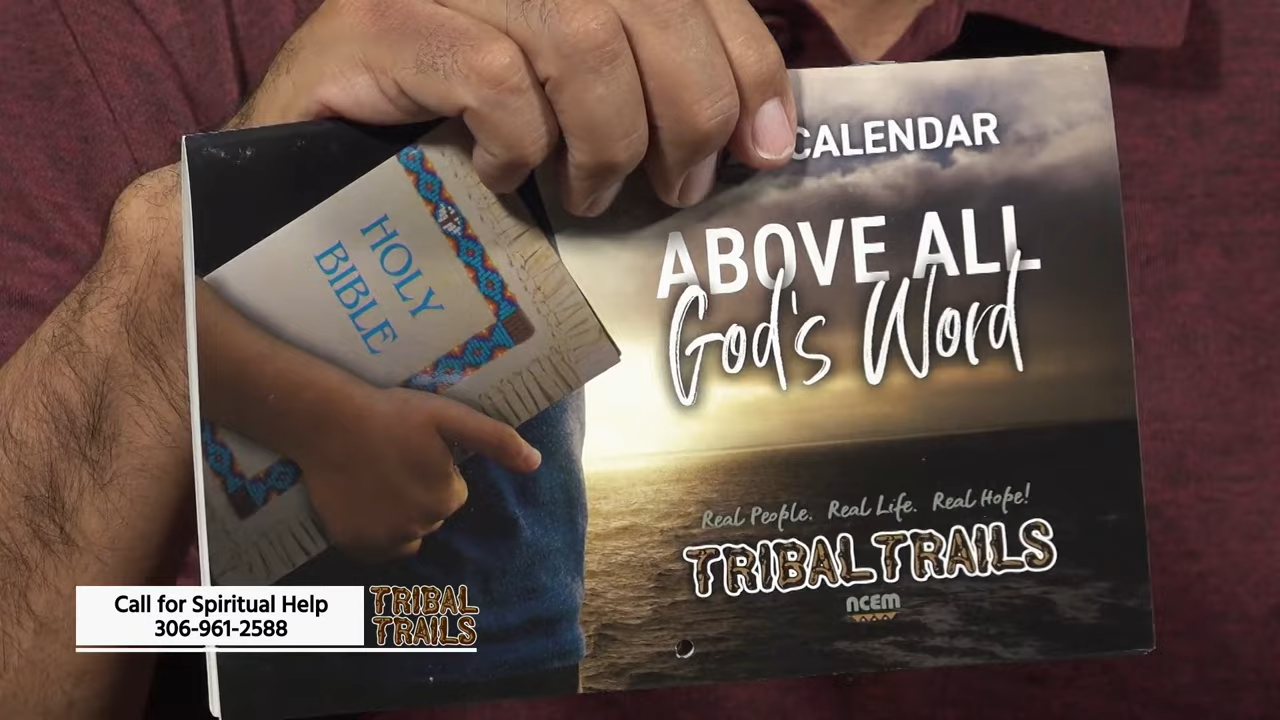 CALENDAR
ABOVE ALL
God's Word
HOLY
BIBLE
Real People. Real Life. Real Hope!
TRIBAL TRAILS
ncem
Call for Spiritual Help
306-961-2588
TRIBAL
TRAILS